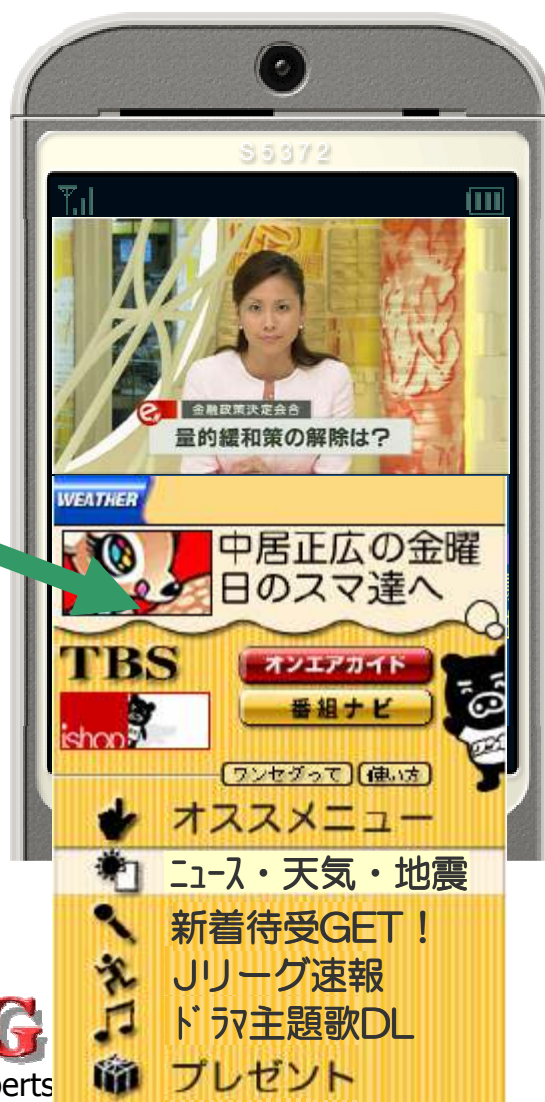 S5372
金融政策決定会合
量的緩和策の解除は?
WEATHER
中居正広の金曜
日のスマ達へ
TBS
オンエアガイド
ishop
番組ナビ
ワンセグって
使い方
オススメニュー
ニュース・天気・地震
新着待受GET!
Jリーグ速報
ドラマ主題歌DL
プレゼント
G
perts